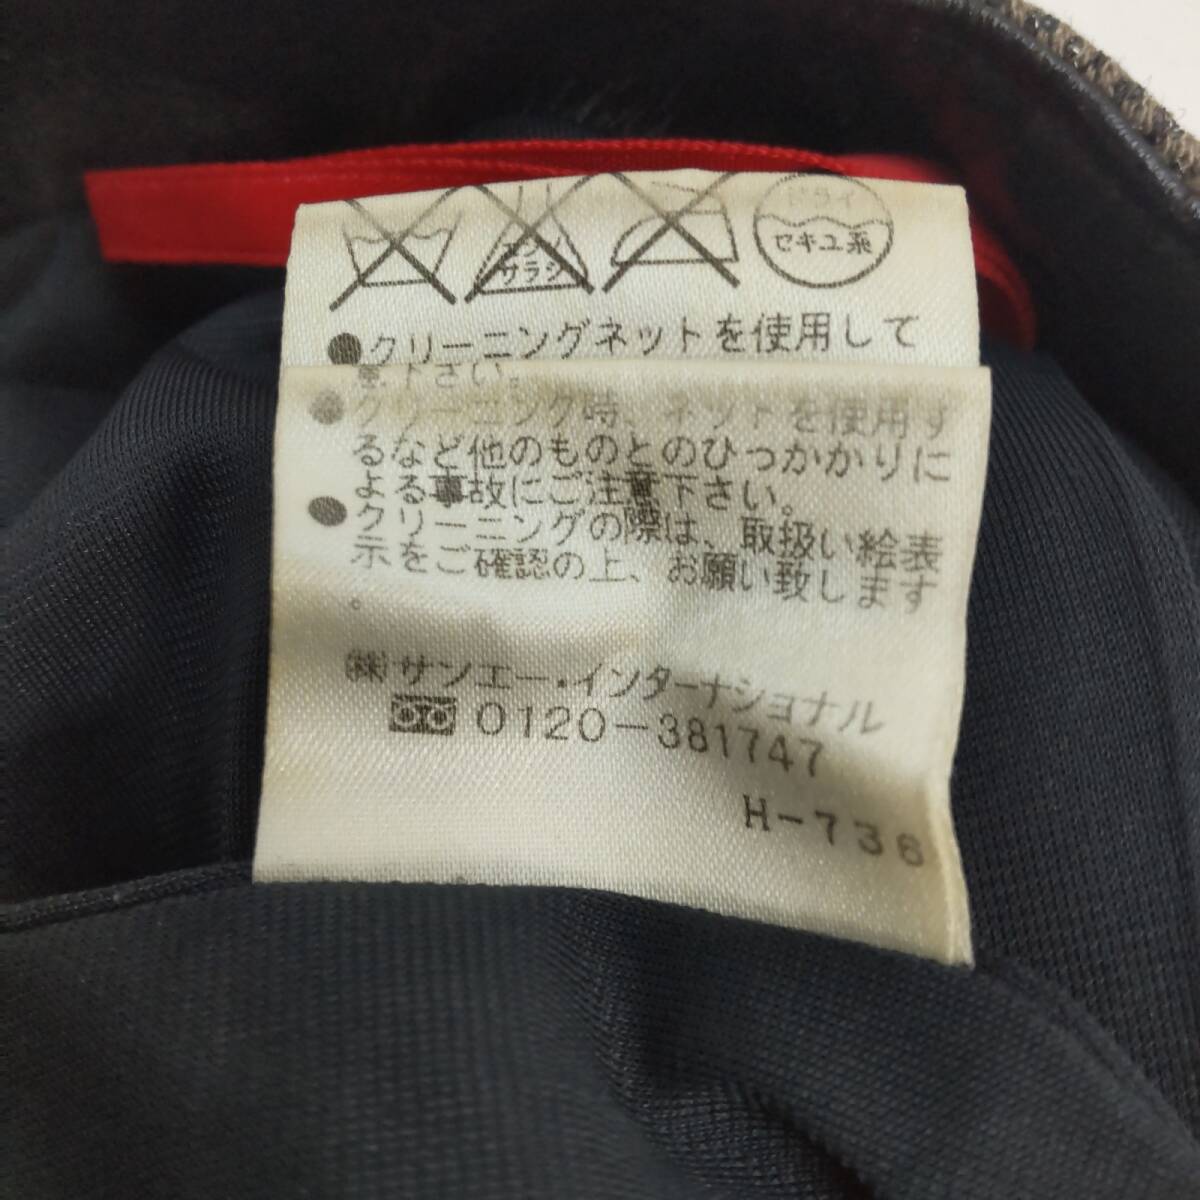 エンソ
サラシ
ドライ
セキユ系
●クリーニングネットを使用して
下さい。
●クリーニング時、ネットを使用す
るなど他のものとのひっかかりに
よる事故にご注意下さい。
●クリーニングの際は、取扱い絵表
示をご確認の上、お願い致します
。
㈱サンエー・インターナショナル
0120-381747
H-736